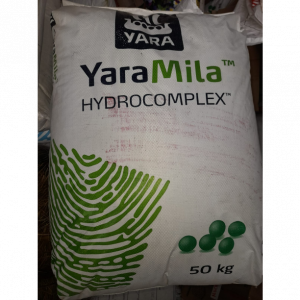 YARA
YaraMila™
HYDROCOMPLEX™
50 kg